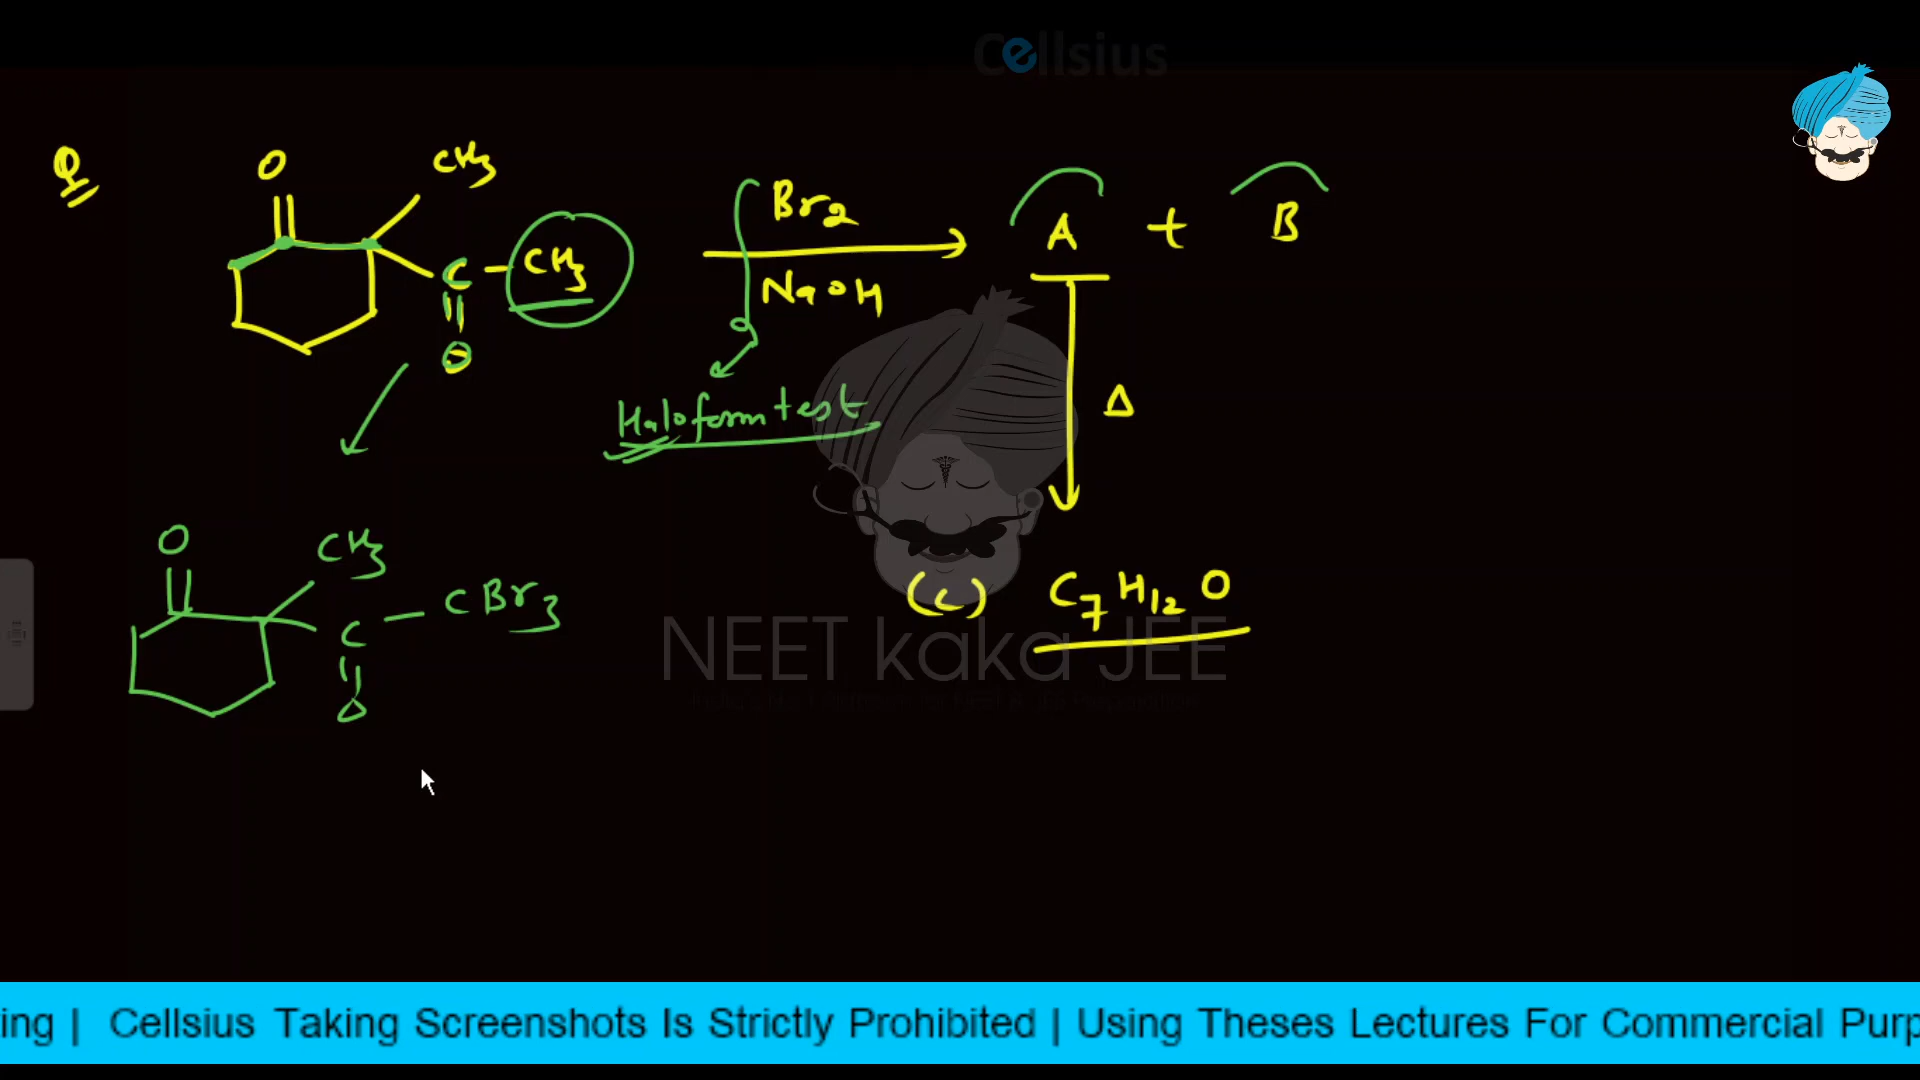 Cellsius
Q
O
CH3
C - CH3
O
Br2
NaOH
A + B
Haloform test
Δ
O
CH3
C - CBr3
O
(C) C7H12O
NEET kaka JEE
ing | Cellsius Taking Screenshots Is Strictly Prohibited | Using Theses Lectures For Commercial Purp